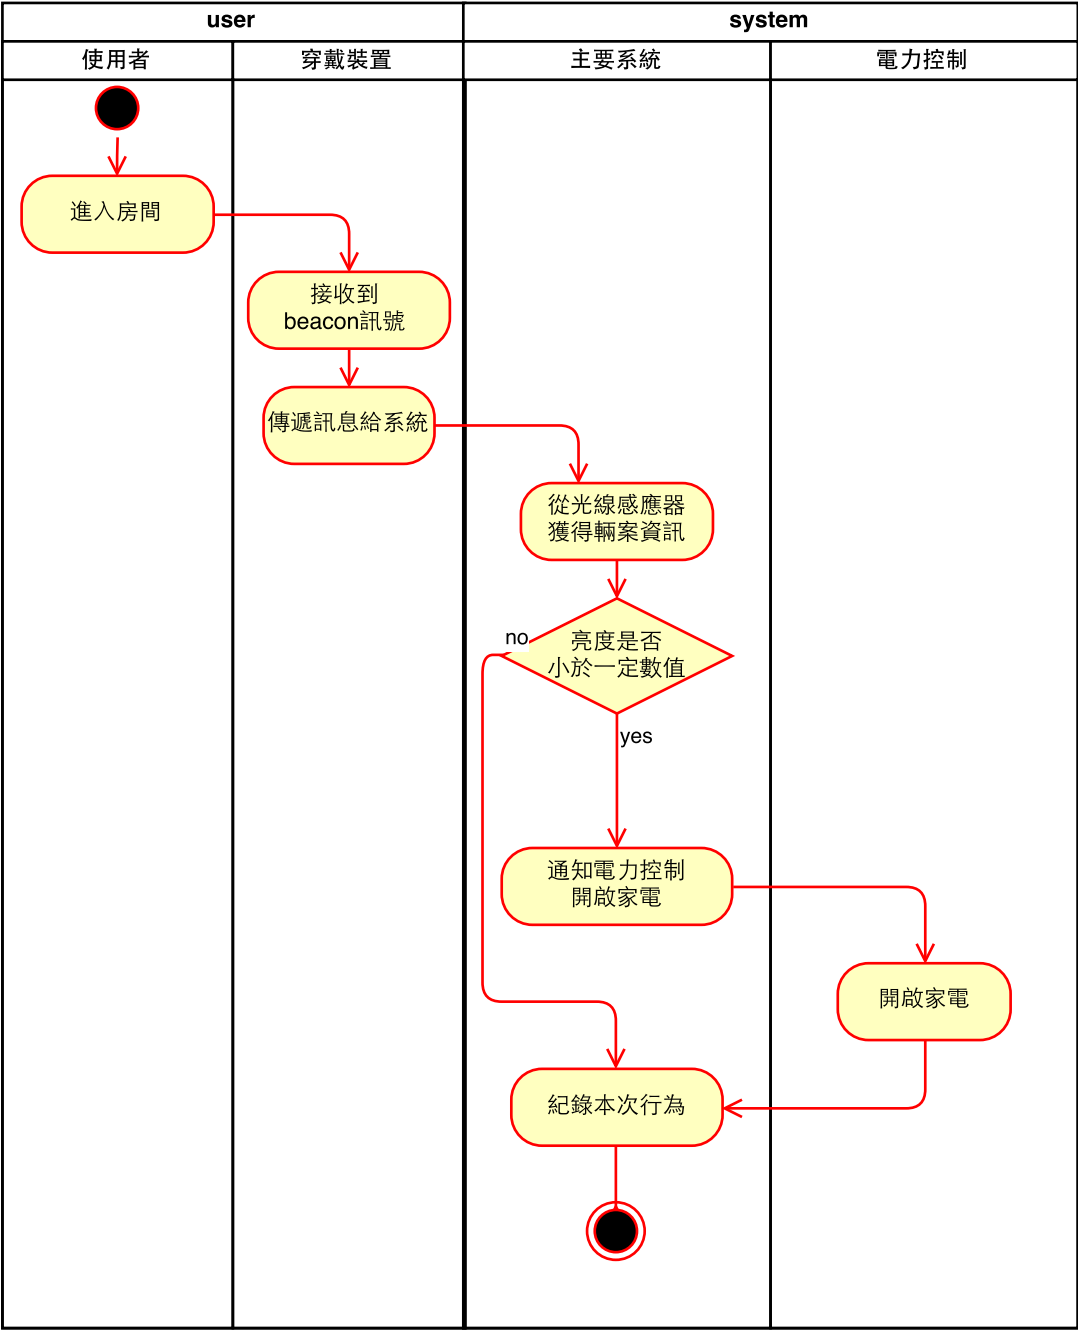 user
system
使用者
穿戴裝置
主要系統
電力控制
進入房間
接收到
beacon訊號
傳遞訊息給系統
從光線感應器
獲得輛案資訊
no
亮度是否
小於一定數值
yes
通知電力控制
開啟家電
開啟家電
紀錄本次行為